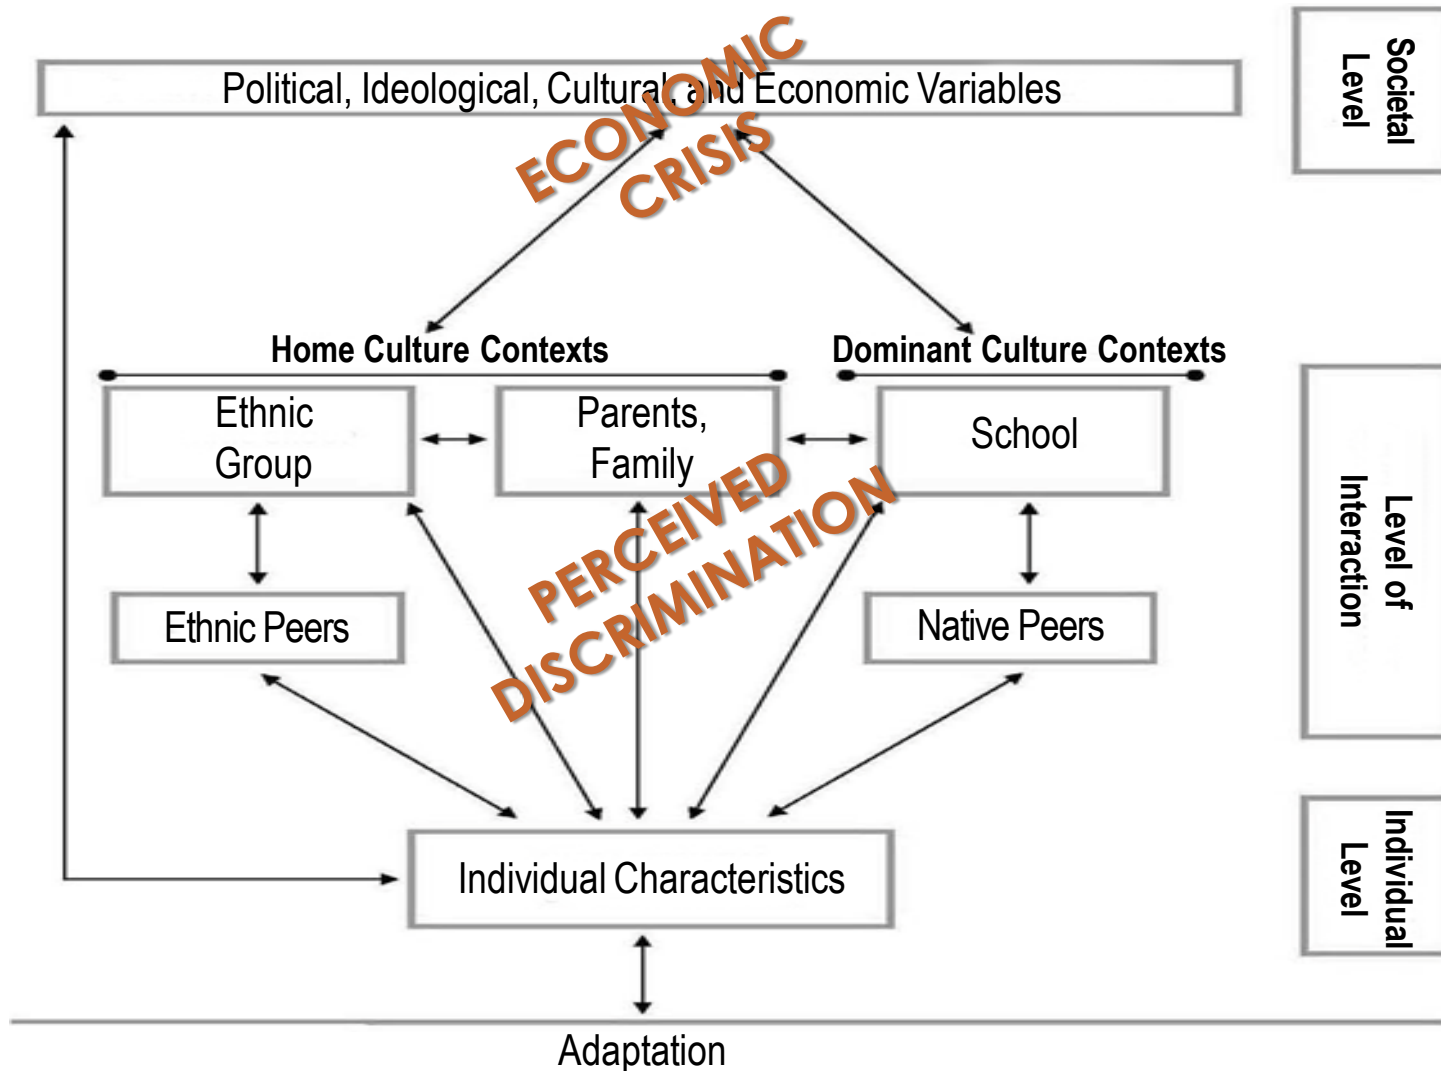 Political, Ideological, Cultural, and Economic Variables
ECONOMIC
CRISIS
Societal
Level
Home Culture Contexts
Dominant Culture Contexts
Ethnic
Group
Parents,
Family
School
PERCEIVED
DISCRIMINATION
Ethnic Peers
Native Peers
Level of
Interaction
Individual Characteristics
Individual
Level
Adaptation